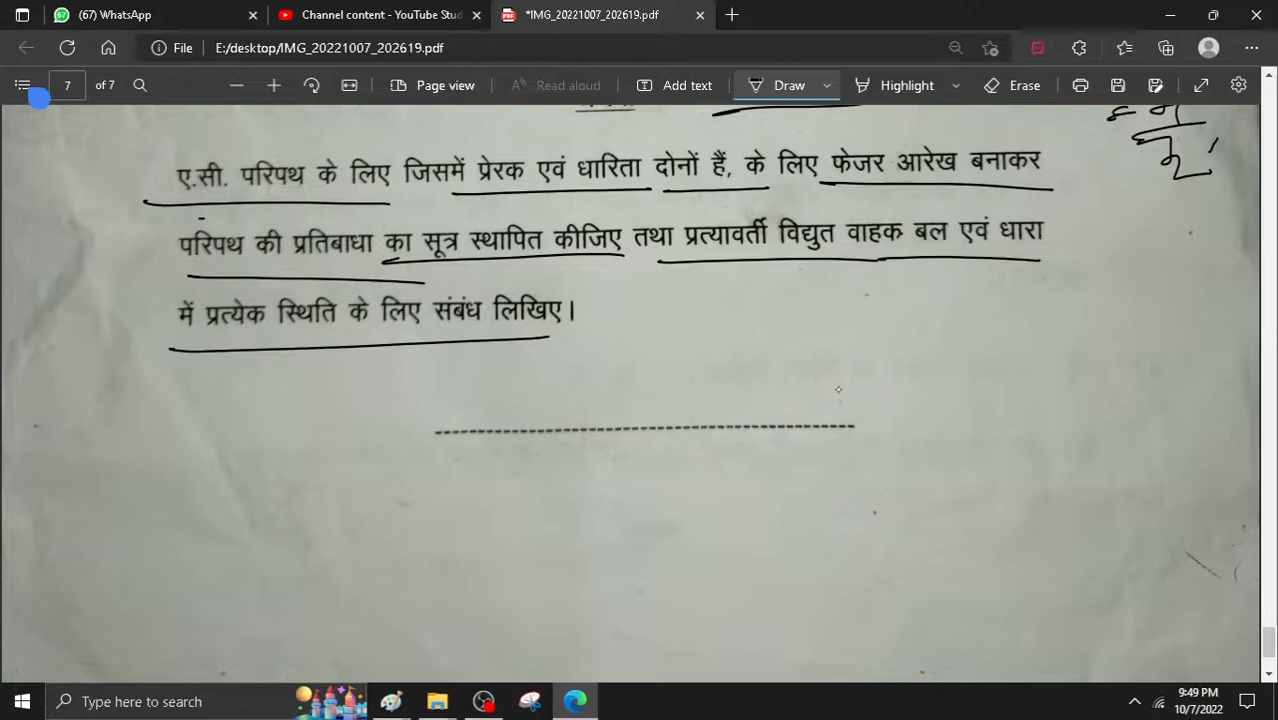 (67) WhatsApp
Channel content - YouTube Stud
*IMG_20221007_202619.pdf
File
E:/desktop/IMG_20221007_202619.pdf
7
of 7
Page view
Read aloud
Add text
Draw
Highlight
Erase
ए.सी. परिपथ के लिए जिसमें प्रेरक एवं धारिता दोनों हैं, के लिए फेजर आरेख बनाकर
परिपथ की प्रतिबाधा का सूत्र स्थापित कीजिए तथा प्रत्यावर्ती विद्युत वाहक बल एवं धारा
में प्रत्येक स्थिति के लिए संबंध लिखिए।
Type here to search
9:49 PM
10/7/2022